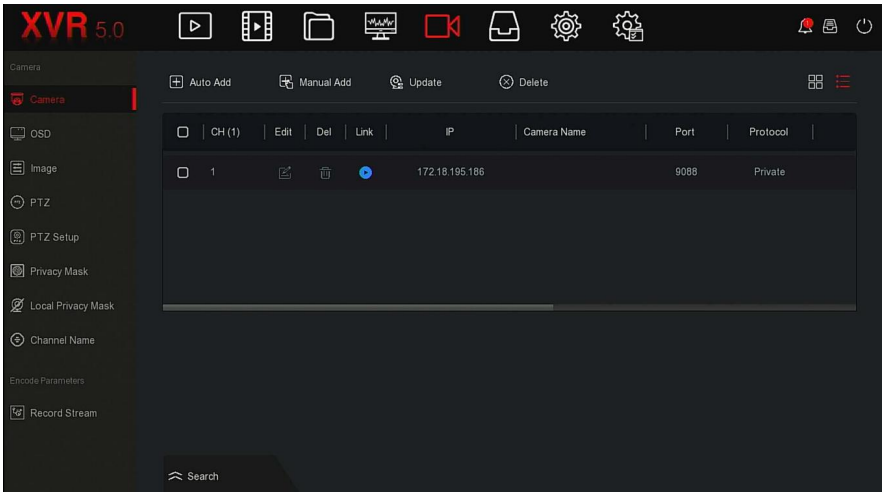 XVR 5.0
Camera
Camera
OSD
Image
PTZ
PTZ Setup
Privacy Mask
Local Privacy Mask
Channel Name
Encode Parameters
Record Stream
Auto Add Manual Add Update Delete
CH (1) Edit Del Link IP Camera Name Port Protocol
1 172.18.195.186 9088 Private
Search